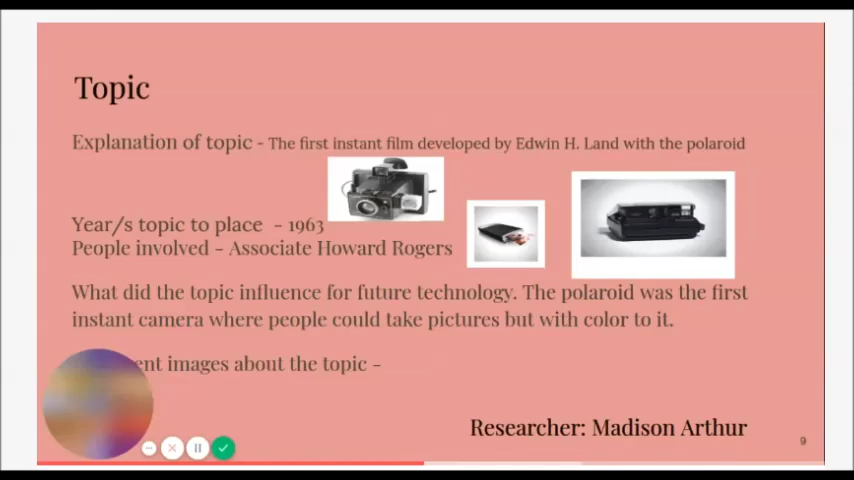 Topic
Explanation of topic - The first instant film developed by Edwin H. Land with the polaroid
Year/s topic to place - 1963
People involved - Associate Howard Rogers
What did the topic influence for future technology. The polaroid was the first
instant camera where people could take pictures but with color to it.
images about the topic -
Researcher: Madison Arthur
9